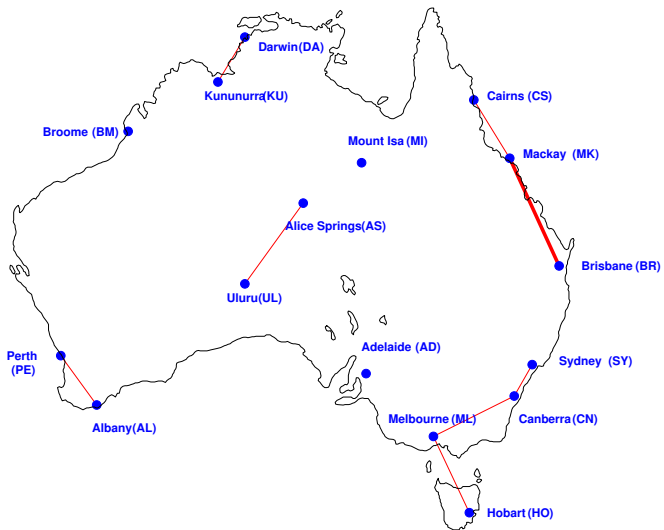 Darwin(DA)
Kununurra(KU)
Cairns (CS)
Broome (BM)
Mount Isa (MI)
Mackay (MK)
Alice Springs(AS)
Brisbane (BR)
Uluru(UL)
Perth
(PE)
Adelaide (AD)
Sydney (SY)
Albany(AL)
Melbourne (ML)
Canberra(CN)
Hobart (HO)